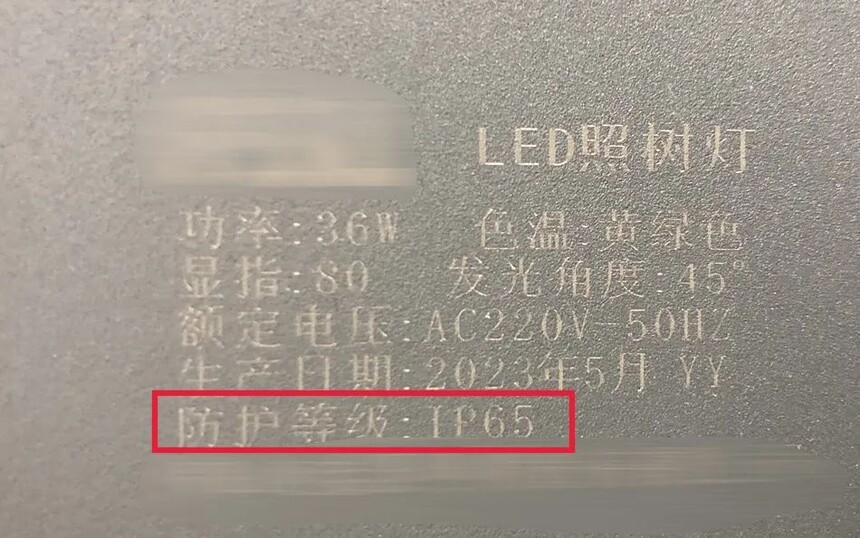 LED照树灯
功率:36W 色温:黄绿色
显指:80 发光角度:45°
额定电压:AC220V-50HZ
生产日期:2023年5月 YY
防护等级:IP65